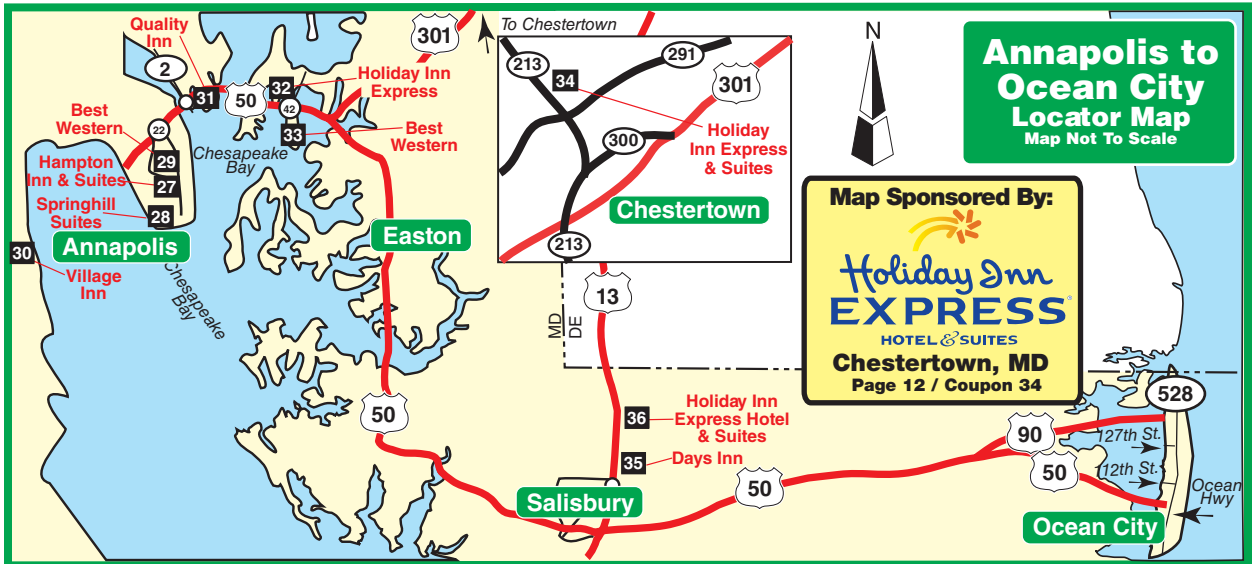 Annapolis to
Ocean City
Locator Map
Map Not To Scale
To Chestertown
N
Quality
Inn
2
301
31
50
32
Holiday Inn
Express
42
33
Best
Western
22
Best
Western
29
Hampton
Inn & Suites
27
Springhill
Suites
28
Annapolis
30
Village
Inn
Chesapeake
Bay
Chesapeake
Bay
Easton
213
291
34
301
Holiday
Inn Express
& Suites
300
Chestertown
213
13
MD
DE
Map Sponsored By:
Holiday Inn
EXPRESS®
HOTEL & SUITES
Chestertown, MD
Page 12 / Coupon 34
50
36
Holiday Inn
Express Hotel
& Suites
35
Days Inn
Salisbury
50
90
50
528
127th St.
12th St.
Ocean
Hwy
Ocean City